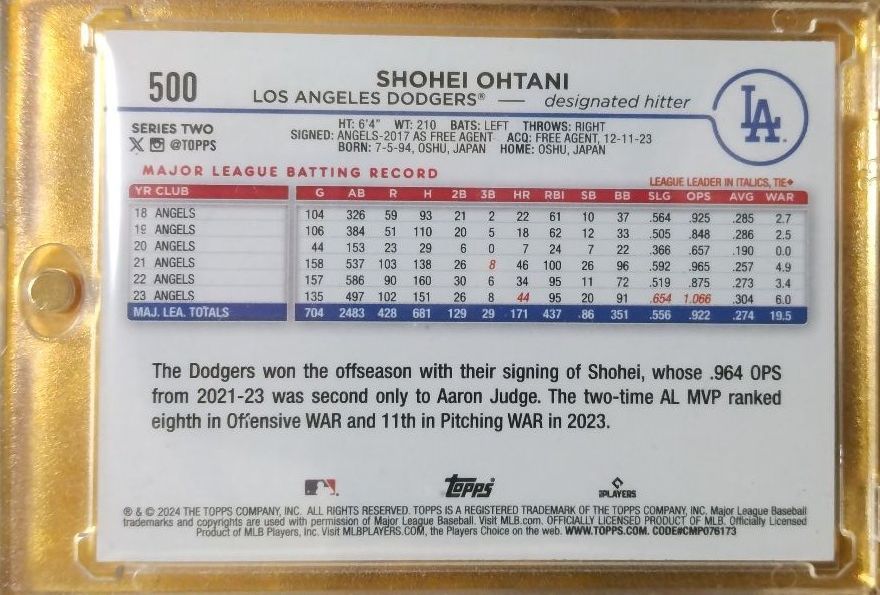 500
SHOHEI OHTANI
LOS ANGELES DODGERS® — designated hitter
LA
SERIES TWO
X @TOPPS
HT: 6'4" WT: 210 BATS: LEFT THROWS: RIGHT
SIGNED: ANGELS-2017 AS FREE AGENT ACQ: FREE AGENT, 12-11-23
BORN: 7-5-94, OSHU, JAPAN HOME: OSHU, JAPAN
MAJOR LEAGUE BATTING RECORD
LEAGUE LEADER IN ITALICS, TIE◆
YR CLUB G AB R H 2B 3B HR RBI SB BB SLG OPS AVG WAR
18 ANGELS 104 326 59 93 21 2 22 61 10 37 .564 .925 .285 2.7
19 ANGELS 106 384 51 110 20 5 18 62 12 33 .505 .848 .286 2.5
20 ANGELS 44 153 23 29 6 0 7 24 7 22 .366 .657 .190 0.0
21 ANGELS 158 537 103 138 26 8 46 100 26 96 .592 .965 .257 4.9
22 ANGELS 157 586 90 160 30 6 34 95 11 72 .519 .875 .273 3.4
23 ANGELS 135 497 102 151 26 8 44 95 20 91 .654 1.066 .304 6.0
MAJ. LEA. TOTALS 704 2483 428 681 129 29 171 437 86 351 .556 .922 .274 19.5
The Dodgers won the offseason with their signing of Shohei, whose .964 OPS
from 2021-23 was second only to Aaron Judge. The two-time AL MVP ranked
eighth in Offensive WAR and 11th in Pitching WAR in 2023.
Topps
PLAYERS
® & © 2024 THE TOPPS COMPANY, INC. ALL RIGHTS RESERVED. TOPPS IS A REGISTERED TRADEMARK OF THE TOPPS COMPANY, INC. Major League Baseball
trademarks and copyrights are used with permission of Major League Baseball. Visit MLB.com. OFFICIALLY LICENSED PRODUCT OF MLB. Officially Licensed
Product of MLB Players, Inc. Visit MLBPLAYERS.COM, the Players Choice on the web. WWW.TOPPS.COM. CODE#CMP076173